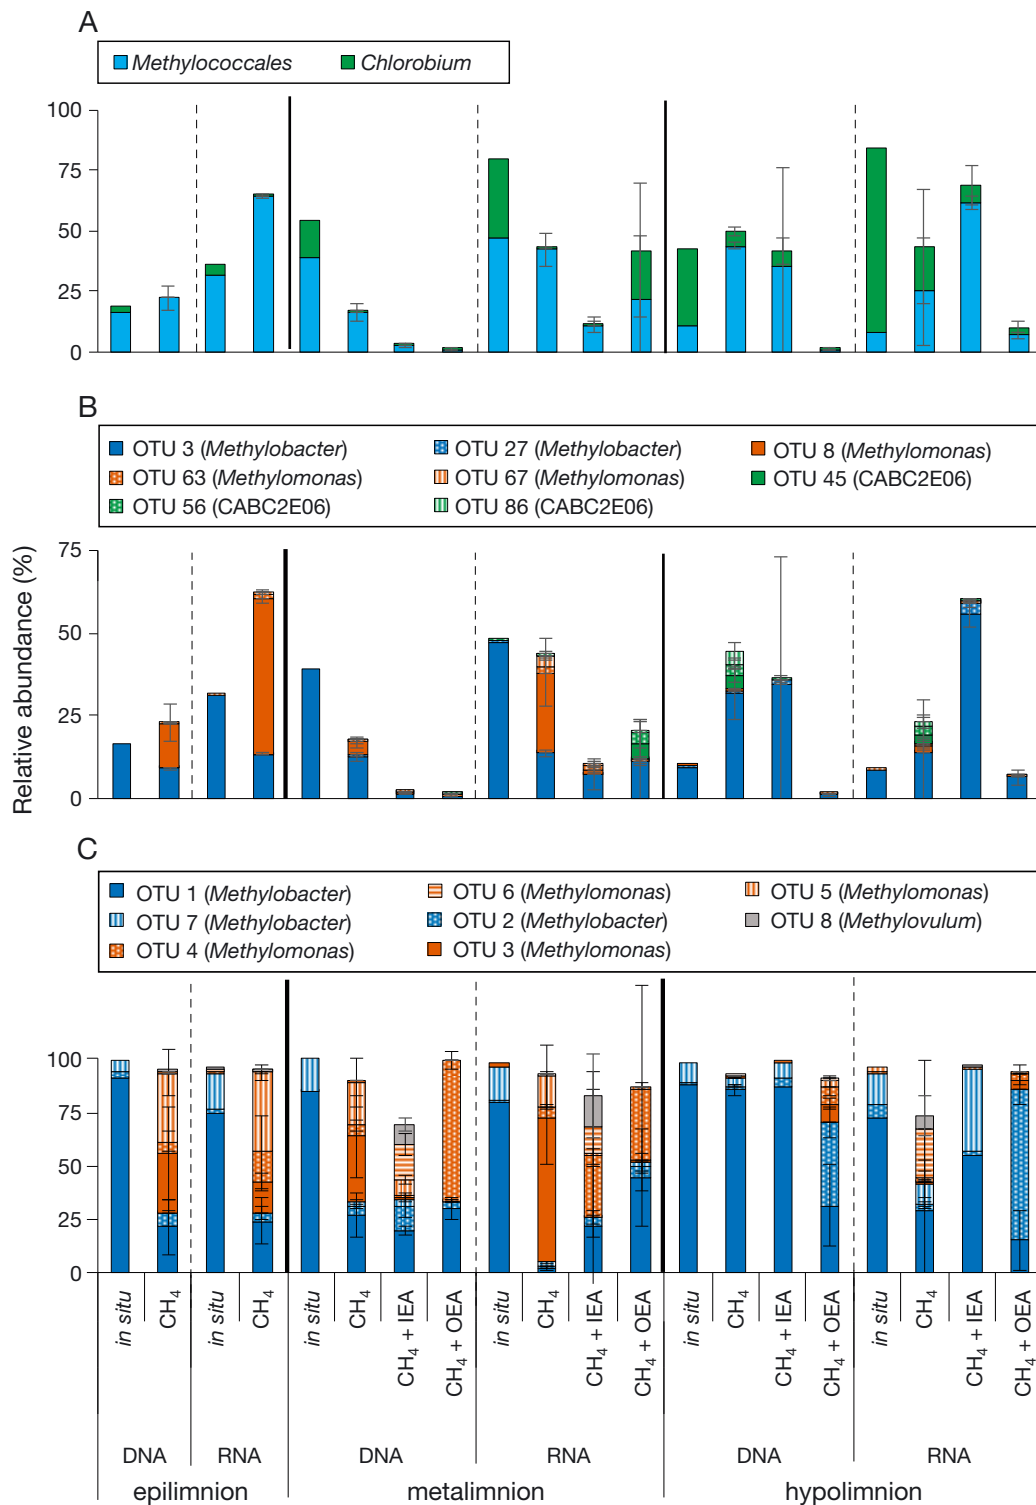 A
Methylococcales Chlorobium
100
75
50
25
0
B
OTU 3 (Methylobacter) OTU 27 (Methylobacter) OTU 8 (Methylomonas)
OTU 63 (Methylomonas) OTU 67 (Methylomonas) OTU 45 (CABC2E06)
OTU 56 (CABC2E06) OTU 86 (CABC2E06)
Relative abundance (%)
75
50
25
0
C
OTU 1 (Methylobacter) OTU 6 (Methylomonas) OTU 5 (Methylomonas)
OTU 7 (Methylobacter) OTU 2 (Methylobacter) OTU 8 (Methylovulum)
OTU 4 (Methylomonas) OTU 3 (Methylomonas)
100
75
50
25
0
in situ CH₄ in situ CH₄ in situ CH₄ CH₄ + IEA CH₄ + OEA in situ CH₄ CH₄ + IEA CH₄ + OEA in situ CH₄ CH₄ + IEA CH₄ + OEA in situ CH₄ CH₄ + IEA CH₄ + OEA
DNA RNA DNA RNA DNA RNA
epilimnion metalimnion hypolimnion